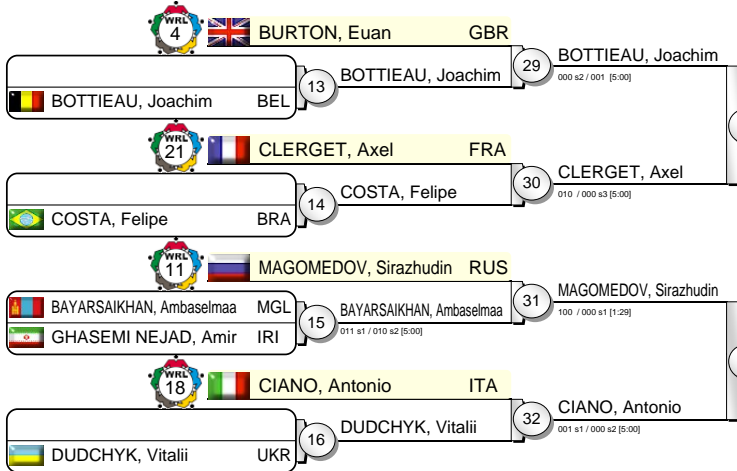 WRL
4
BURTON, Euan GBR
BOTTIEAU, Joachim BEL
13
BOTTIEAU, Joachim
29
BOTTIEAU, Joachim
000 s2 / 001 [5:00]
WRL
21
CLERGET, Axel FRA
COSTA, Felipe BRA
14
COSTA, Felipe
30
CLERGET, Axel
010 / 000 s3 [5:00]
WRL
11
MAGOMEDOV, Sirazhudin RUS
BAYARSAIKHAN, Ambaselmaa MGL
GHASEMI NEJAD, Amir IRI
15
BAYARSAIKHAN, Ambaselmaa
011 s1 / 010 s2 [5:00]
31
MAGOMEDOV, Sirazhudin
100 / 000 s1 [1:29]
WRL
18
CIANO, Antonio ITA
DUDCHYK, Vitalii UKR
16
DUDCHYK, Vitalii
32
CIANO, Antonio
001 s1 / 000 s2 [5:00]